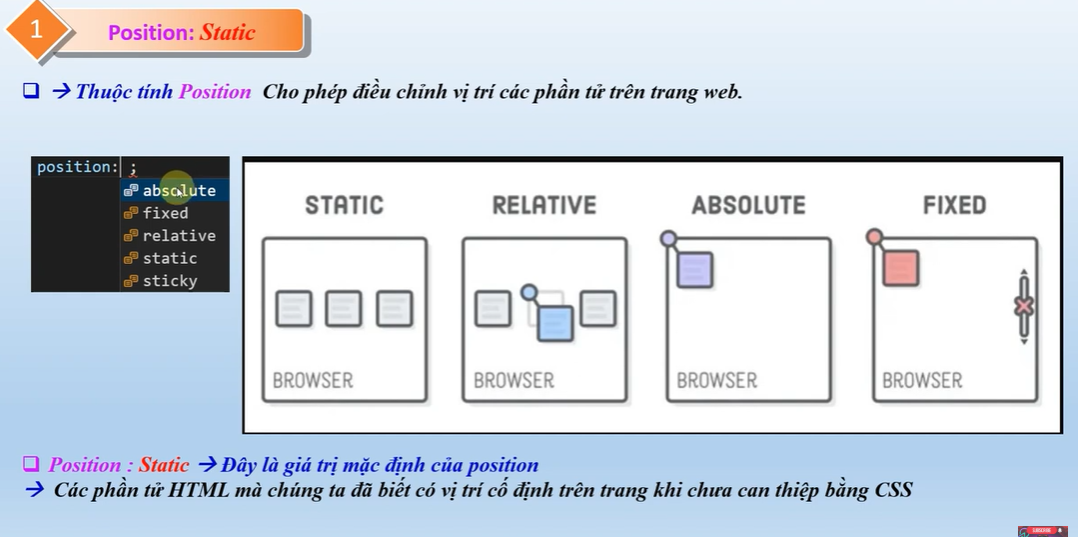 1
Position: Static
→ Thuộc tính Position Cho phép điều chỉnh vị trí các phần tử trên trang web.
position: ;
absolute
fixed
relative
static
sticky
STATIC
RELATIVE
ABSOLUTE
FIXED
BROWSER
BROWSER
BROWSER
BROWSER
Position : Static → Đây là giá trị mặc định của position
→ Các phần tử HTML mà chúng ta đã biết có vị trí cố định trên trang khi chưa can thiệp bằng CSS
SUBSCRIBE